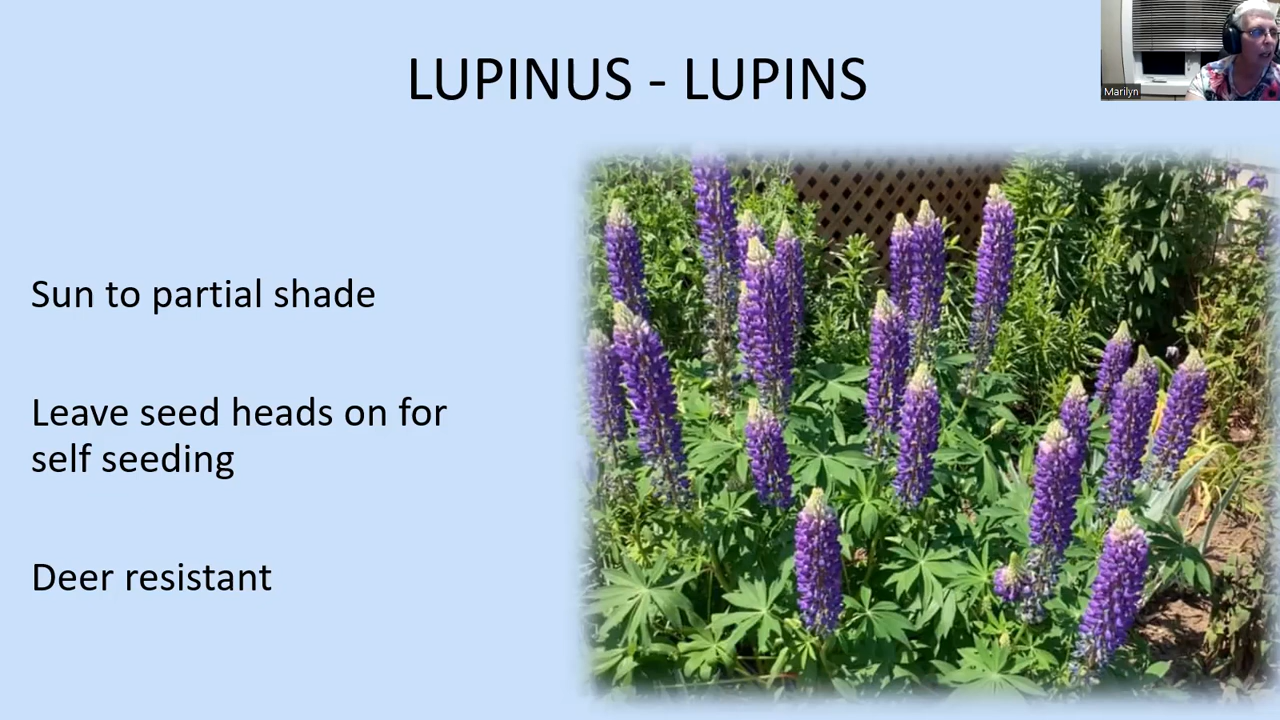 LUPINUS - LUPINS
Marilyn
Sun to partial shade
Leave seed heads on for
self seeding
Deer resistant